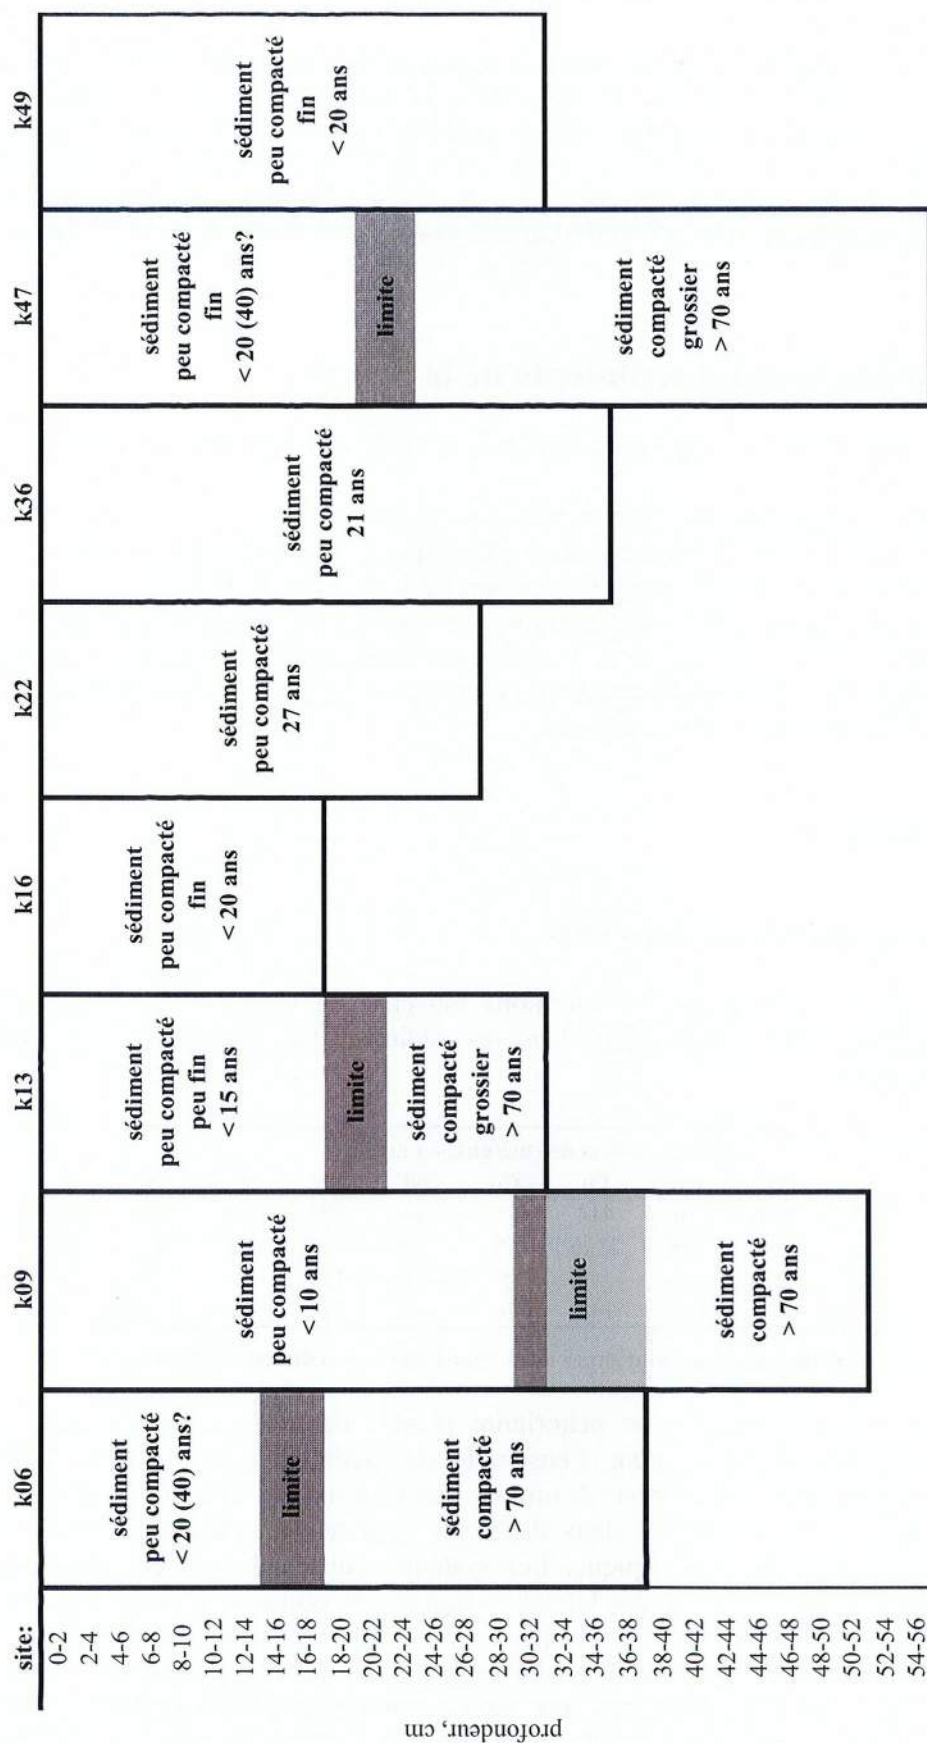 site:
k06
k09
k13
k16
k22
k36
k47
k49
profondeur, cm
0-2
2-4
4-6
6-8
8-10
10-12
12-14
14-16
16-18
18-20
20-22
22-24
24-26
26-28
28-30
30-32
32-34
34-36
36-38
38-40
40-42
42-44
44-46
46-48
48-50
50-52
52-54
54-56
sédiment
peu compacté
< 20 (40) ans?
limite
sédiment
compacté
> 70 ans
sédiment
peu compacté
< 10 ans
limite
sédiment
compacté
> 70 ans
sédiment
peu compacté
peu fin
< 15 ans
limite
sédiment
compacté
grossier
> 70 ans
sédiment
peu compacté
fin
< 20 ans
sédiment
peu compacté
27 ans
sédiment
peu compacté
21 ans
sédiment
peu compacté
fin
< 20 (40) ans?
limite
sédiment
compacté
grossier
> 70 ans
sédiment
peu compacté
fin
< 20 ans